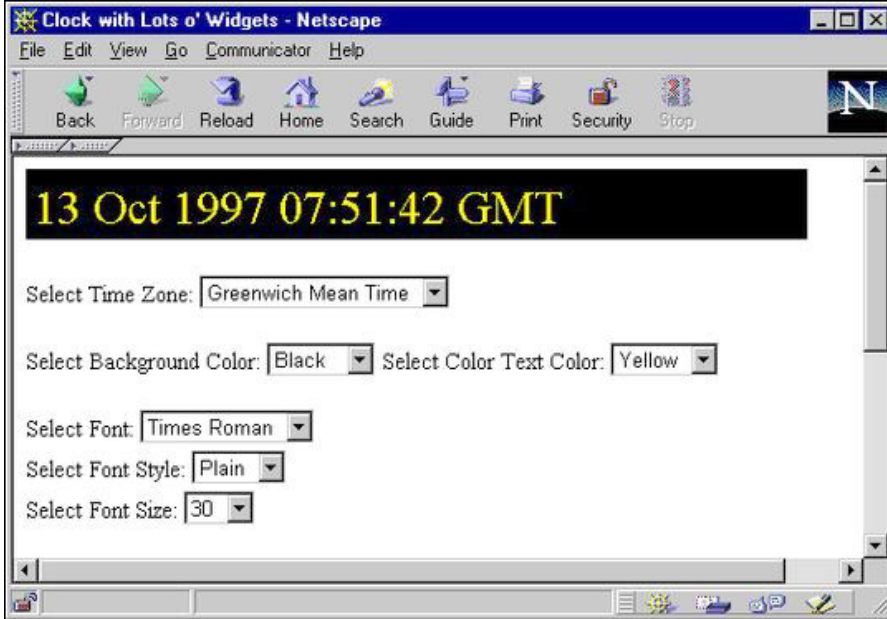 Clock with Lots o' Widgets - Netscape
File Edit View Go Communicator Help
Back Forward Reload Home Search Guide Print Security Stop
N
13 Oct 1997 07:51:42 GMT
Select Time Zone: Greenwich Mean Time
Select Background Color: Black Select Color Text Color: Yellow
Select Font: Times Roman
Select Font Style: Plain
Select Font Size: 30